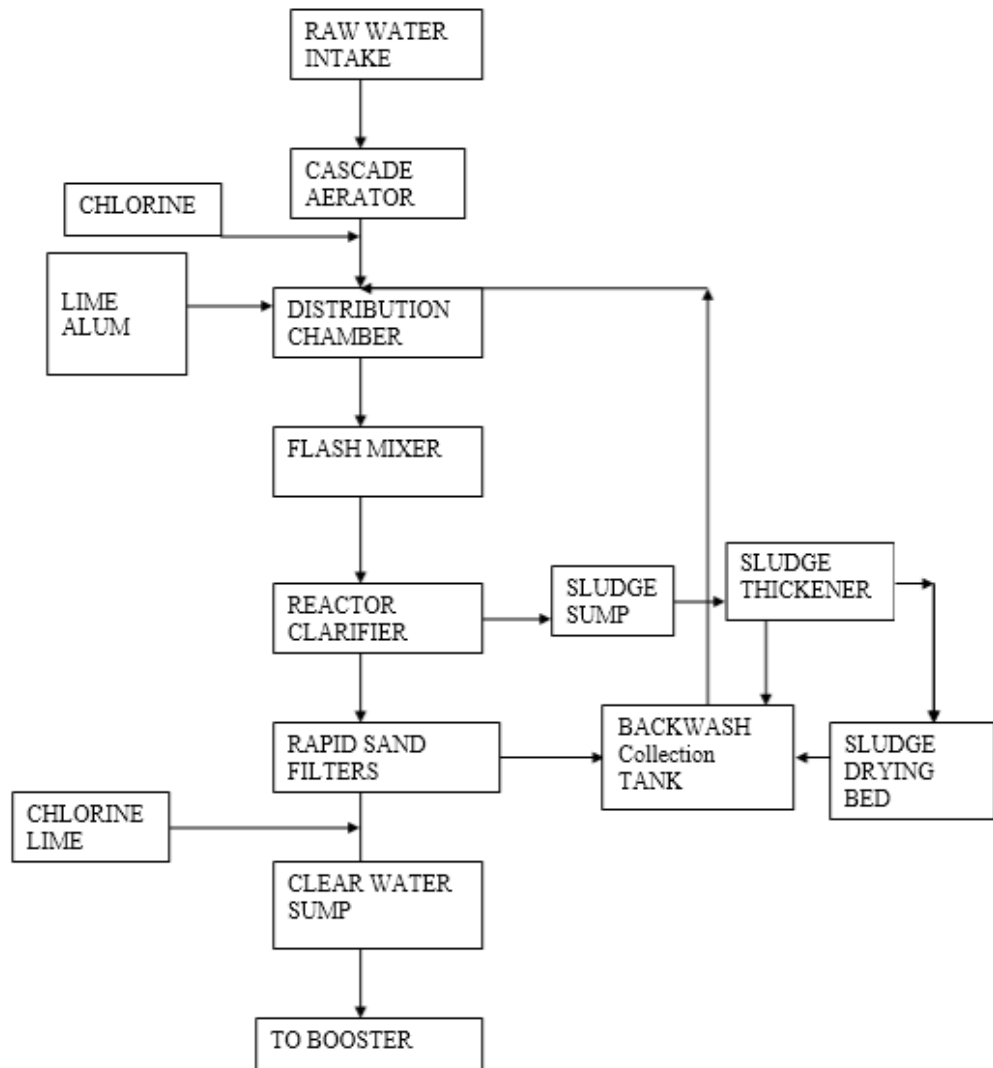 RAW WATER
INTAKE
CASCADE
AERATOR
CHLORINE
LIME
ALUM
DISTRIBUTION
CHAMBER
FLASH MIXER
REACTOR
CLARIFIER
SLUDGE
SUMP
SLUDGE
THICKENER
RAPID SAND
FILTERS
BACKWASH
Collection
TANK
SLUDGE
DRYING
BED
CHLORINE
LIME
CLEAR WATER
SUMP
TO BOOSTER